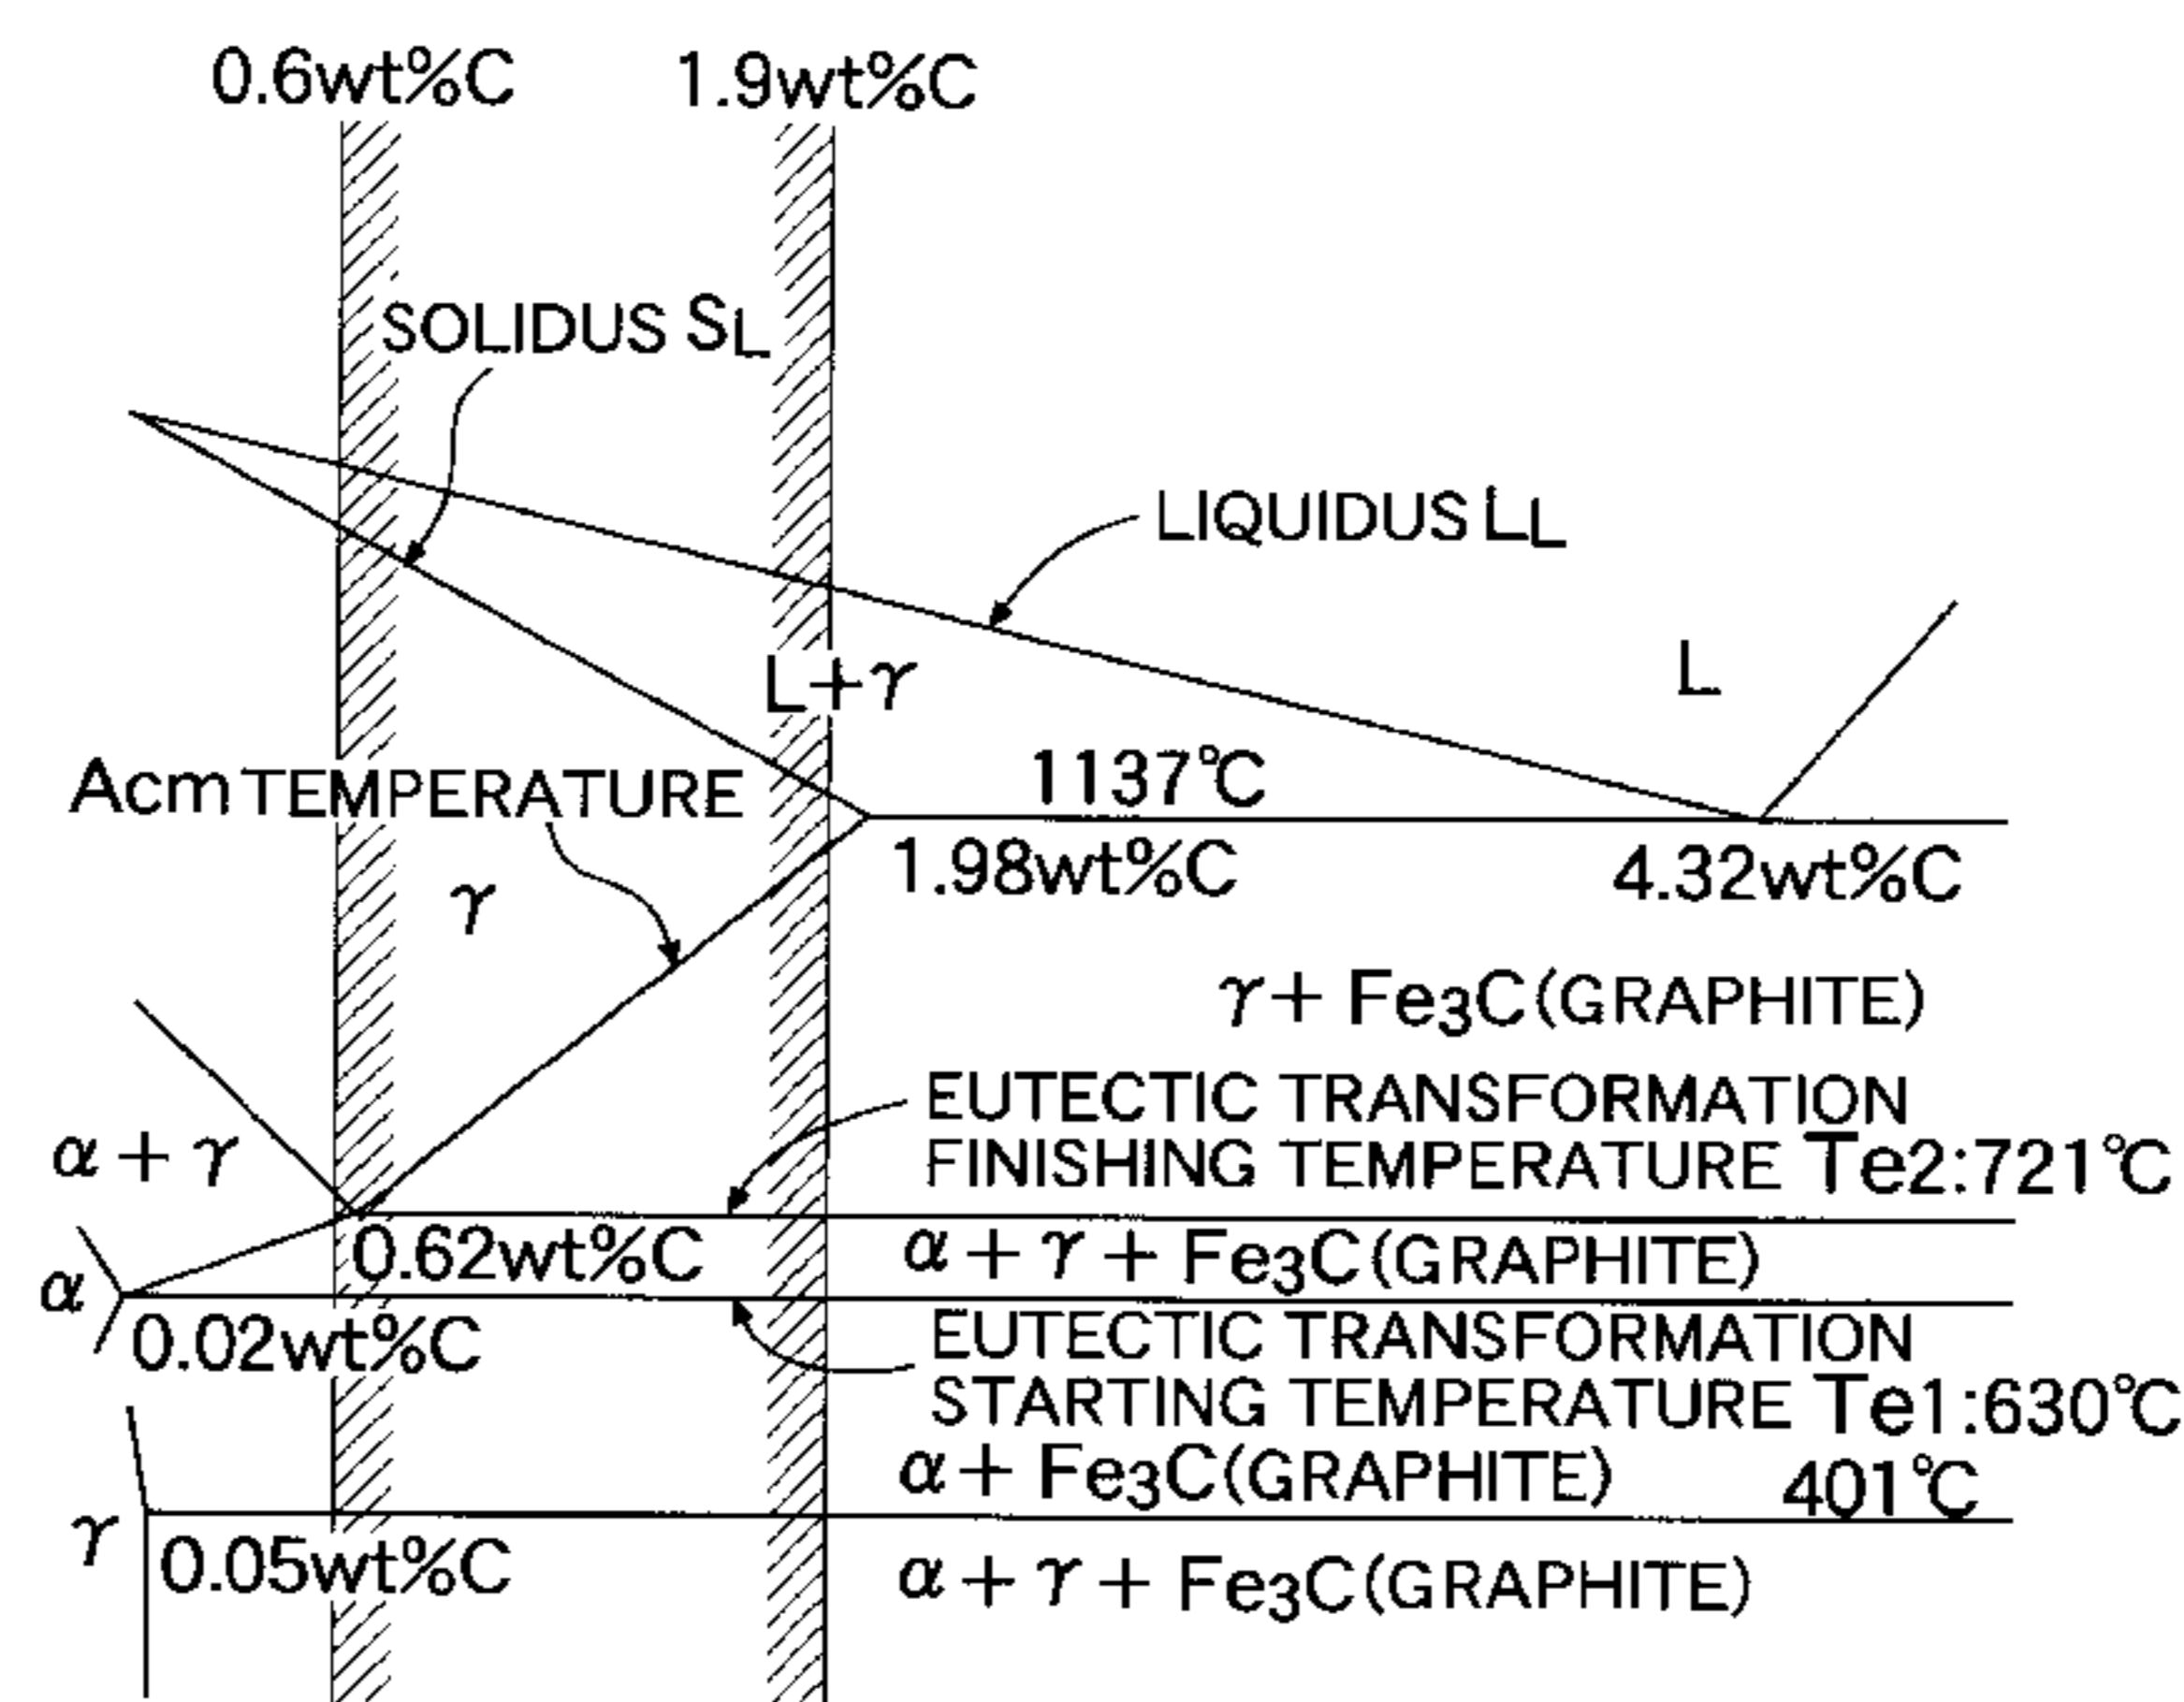 0.6wt%C 1.9wt%C
SOLIDUS SL
LIQUIDUS LL
L
L+γ
1137℃
Acm TEMPERATURE
1.98wt%C 4.32wt%C
γ
γ+ Fe₃C(GRAPHITE)
EUTECTIC TRANSFORMATION
FINISHING TEMPERATURE Te2:721℃
α + γ
0.62wt%C
α + γ + Fe₃C(GRAPHITE)
α
0.02wt%C
EUTECTIC TRANSFORMATION
STARTING TEMPERATURE Te1:630℃
α + Fe₃C(GRAPHITE) 401℃
γ
0.05wt%C
α + γ + Fe₃C(GRAPHITE)